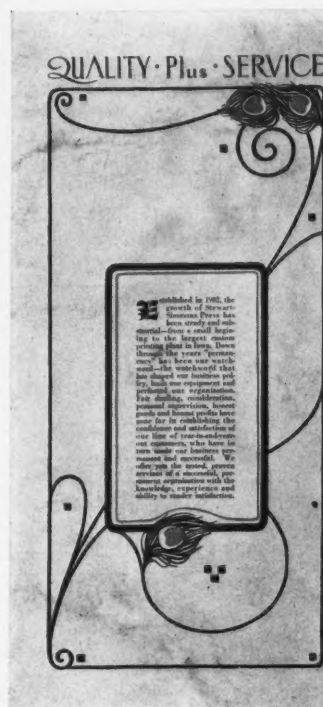 QUALITY · Plus · SERVICE
Established in 1902, the
growth of Stewart-
Simmons Press has
been steady and sub-
stantial—from a small begin-
ning to the largest custom
printing plant in Iowa. Down
through the years "perman-
ency" has been our watch-
word—the watchword that
has shaped our business pol-
icy, built our equipment and
perfected our organization.
Fair dealing, consideration,
personal supervision, honest
goods and honest profits have
gone far in establishing the
confidence and satisfaction of
our line of year-in-and-year-
out customers, who have in
turn made our business per-
manent and successful. We
offer you the tested, proven
services of a successful, per-
manent organization with the
knowledge, experience and
ability to render satisfaction.